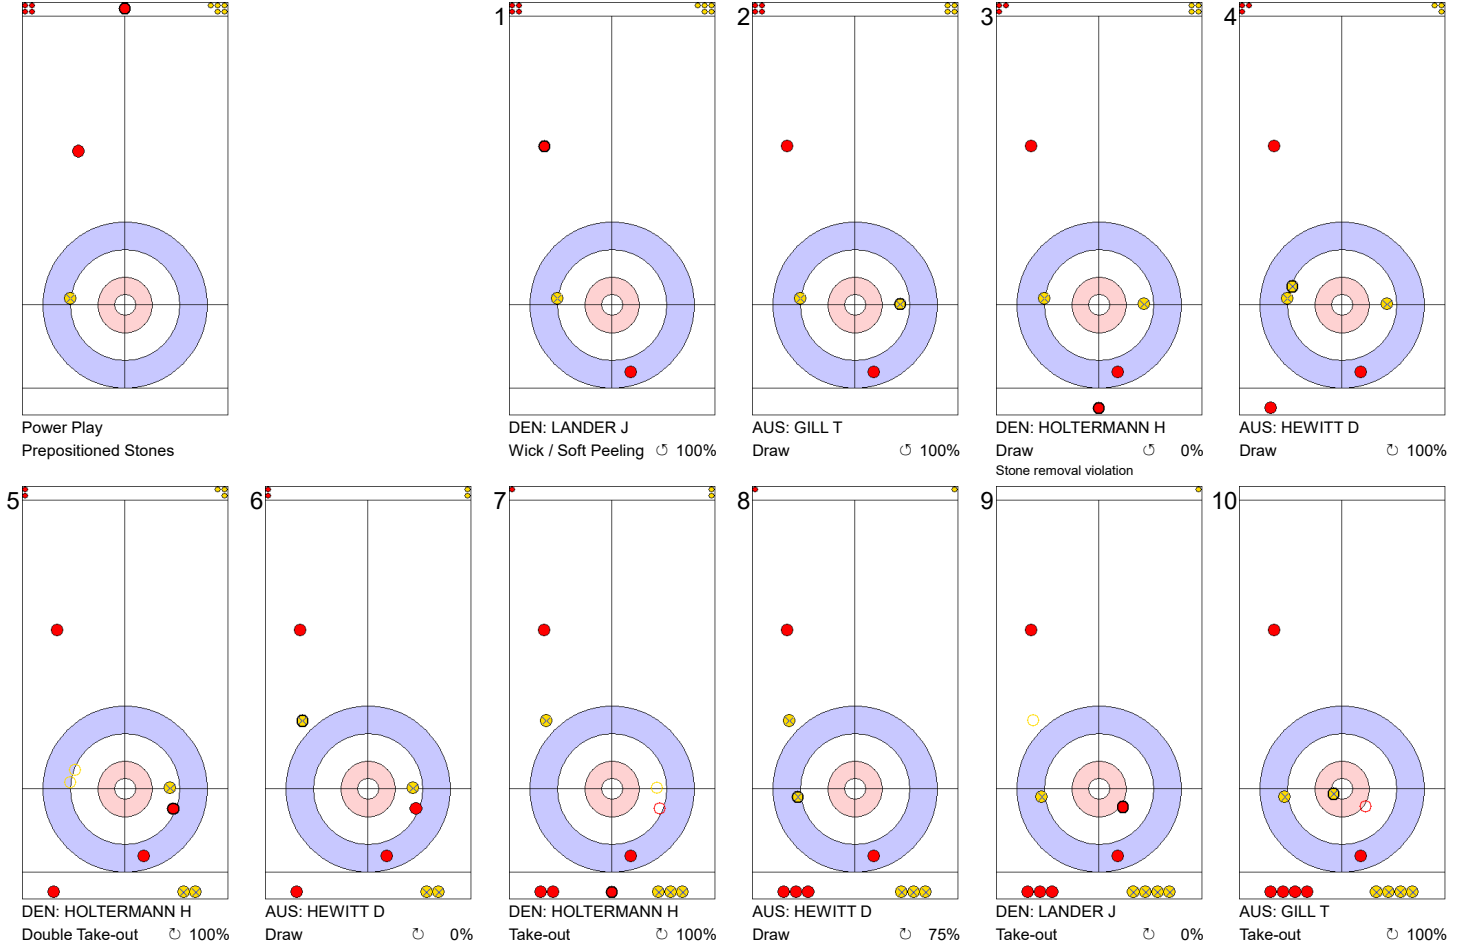 Power Play
Prepositioned Stones
1
DEN: LANDER J
Wick / Soft Peeling 100%
2
AUS: GILL T
Draw 100%
3
DEN: HOLTERMANN H
Draw 0%
Stone removal violation
4
AUS: HEWITT D
Draw 100%
5
DEN: HOLTERMANN H
Double Take-out 100%
6
AUS: HEWITT D
Draw 0%
7
DEN: HOLTERMANN H
Take-out 100%
8
AUS: HEWITT D
Draw 75%
9
DEN: LANDER J
Take-out 0%
10
AUS: GILL T
Take-out 100%